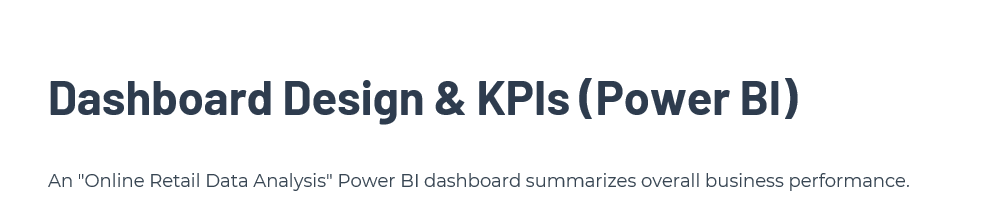 Dashboard Design & KPIs (Power BI)
An "Online Retail Data Analysis" Power BI dashboard summarizes overall business performance.